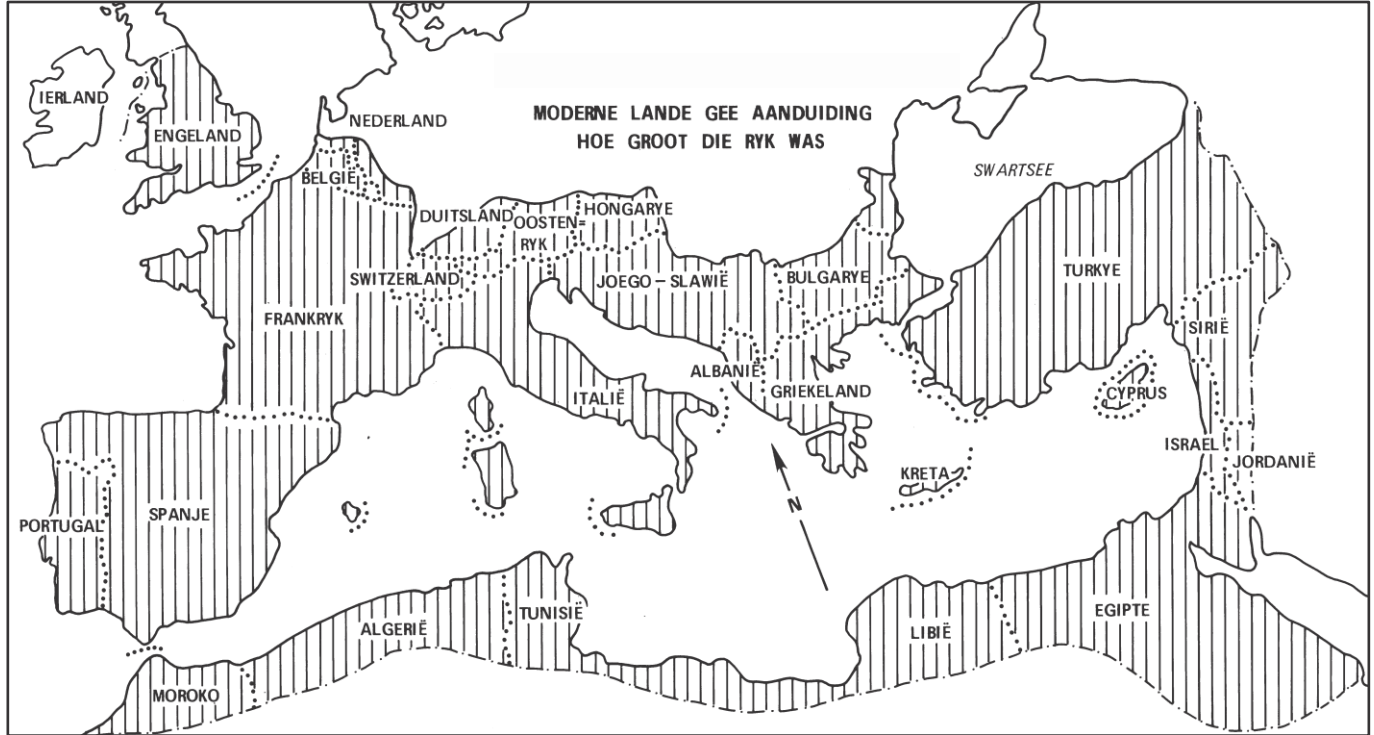 MODERNE LANDE GEE AANDUIDING
HOE GROOT DIE RYK WAS
IERLAND
ENGELAND
NEDERLAND
BELGIË
DUITSLAND
OOSTEN=
RYK
HONGARYE
SWARTSEE
SWITZERLAND
JOEGO-SLAWIË
BULGARYE
TURKYE
FRANKRYK
SIRIË
ALBANIË
GRIEKELAND
CYPRUS
ITALIË
ISRAEL
JORDANIË
KRETA
N
PORTUGAL
SPANJE
ALGERIË
TUNISIË
LIBIË
EGIPTE
MOROKO